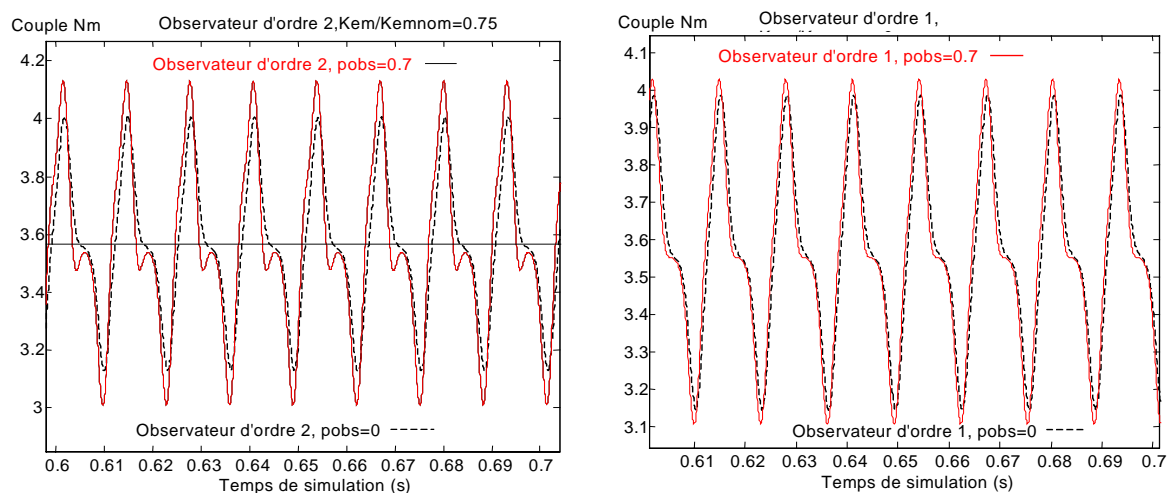 Couple Nm
Observateur d'ordre 2,Kem/Kemnom=0.75
4.2
Observateur d'ordre 2, pobs=0.7
4
3.8
3.6
3.4
3.2
3
Observateur d'ordre 2, pobs=0
0.6 0.61 0.62 0.63 0.64 0.65 0.66 0.67 0.68 0.69 0.7
Temps de simulation (s)
Couple Nm
Observateur d'ordre 1,
4.1
Observateur d'ordre 1, pobs=0.7
4
3.9
3.8
3.7
3.6
3.5
3.4
3.3
3.2
3.1
Observateur d'ordre 1, pobs=0
0.61 0.62 0.63 0.64 0.65 0.66 0.67 0.68 0.69 0.7
Temps de simulation (s)